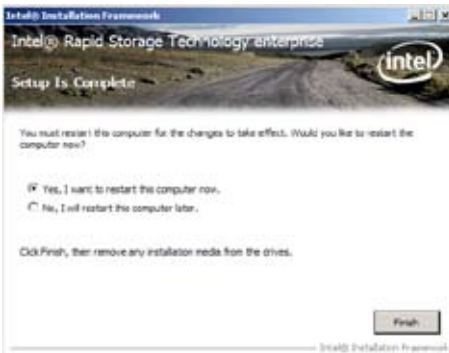 Intel® Installation Framework
Intel® Rapid Storage Technology enterprise
intel
Setup Is Complete
You must restart this computer for the changes to take effect. Would you like to restart the
computer now?
Yes, I want to restart this computer now.
No, I will restart this computer later.
Click Finish, then remove any installation media from the drives.
Finish
Intel® Installation Framework